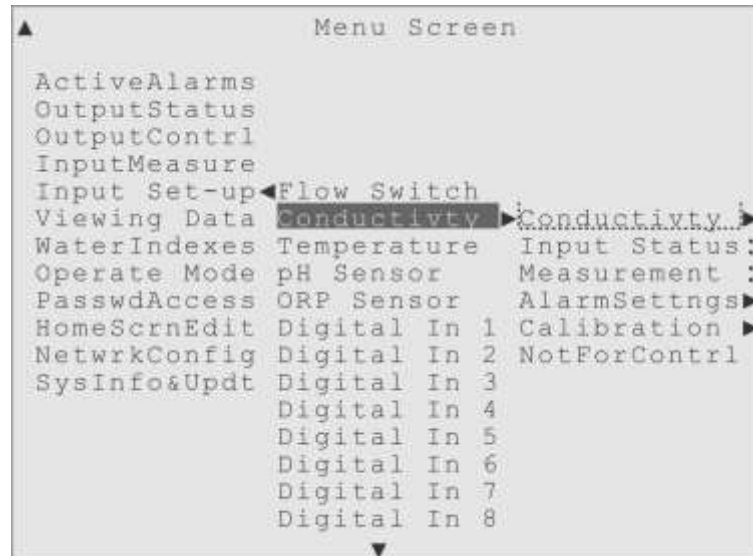 ▲ Menu Screen
ActiveAlarms
OutputStatus
OutputContrl
InputMeasure
Input Set-up◄Flow Switch
Viewing Data Conductivty ►Conductivty ►
WaterIndexes Temperature Input Status:
Operate Mode pH Sensor Measurement :
PasswdAccess ORP Sensor AlarmSettngs►
HomeScrnEdit Digital In 1 Calibration ►
NetwrkConfig Digital In 2 NotForContrl
SysInfo&Updt Digital In 3
Digital In 4
Digital In 5
Digital In 6
Digital In 7
Digital In 8
▼